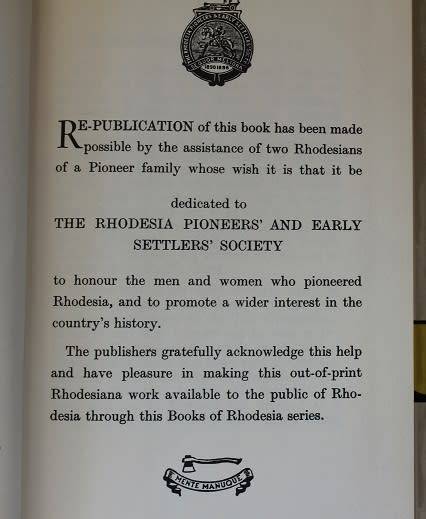 1890 1896
RE-PUBLICATION of this book has been made
possible by the assistance of two Rhodesians
of a Pioneer family whose wish it is that it be
dedicated to
THE RHODESIA PIONEERS' AND EARLY
SETTLERS' SOCIETY
to honour the men and women who pioneered
Rhodesia, and to promote a wider interest in the
country's history.
The publishers gratefully acknowledge this help
and have pleasure in making this out-of-print
Rhodesiana work available to the public of Rho-
desia through this Books of Rhodesia series.
MENTE MANUQUE